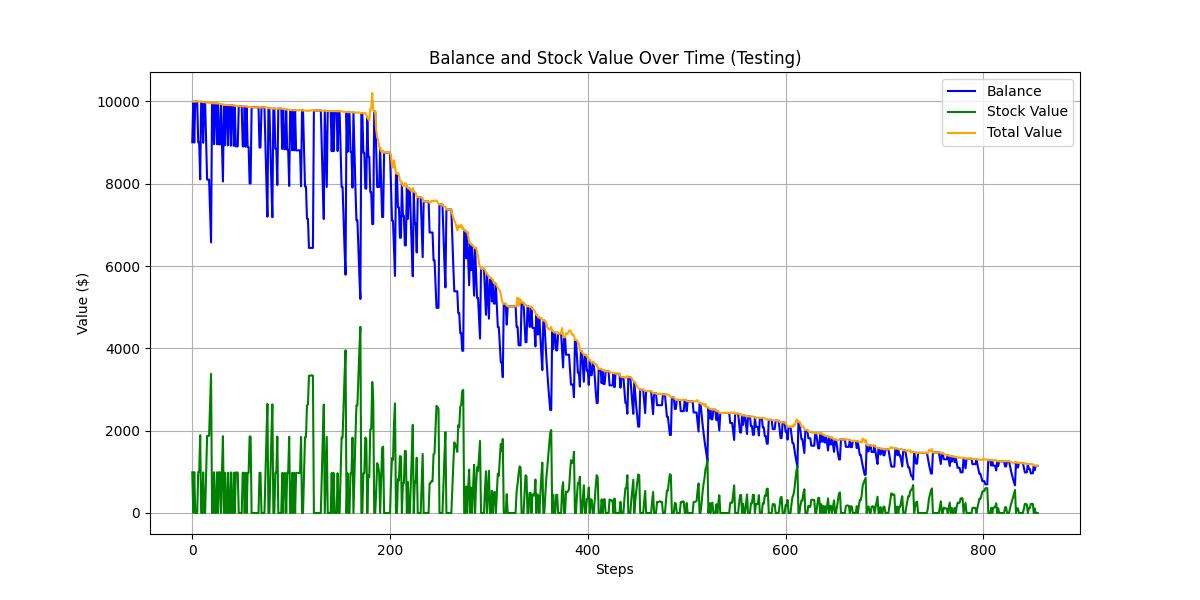 Balance and Stock Value Over Time (Testing)
Balance
Stock Value
Total Value
Value ($)
10000
8000
6000
4000
2000
0
0 200 400 600 800
Steps